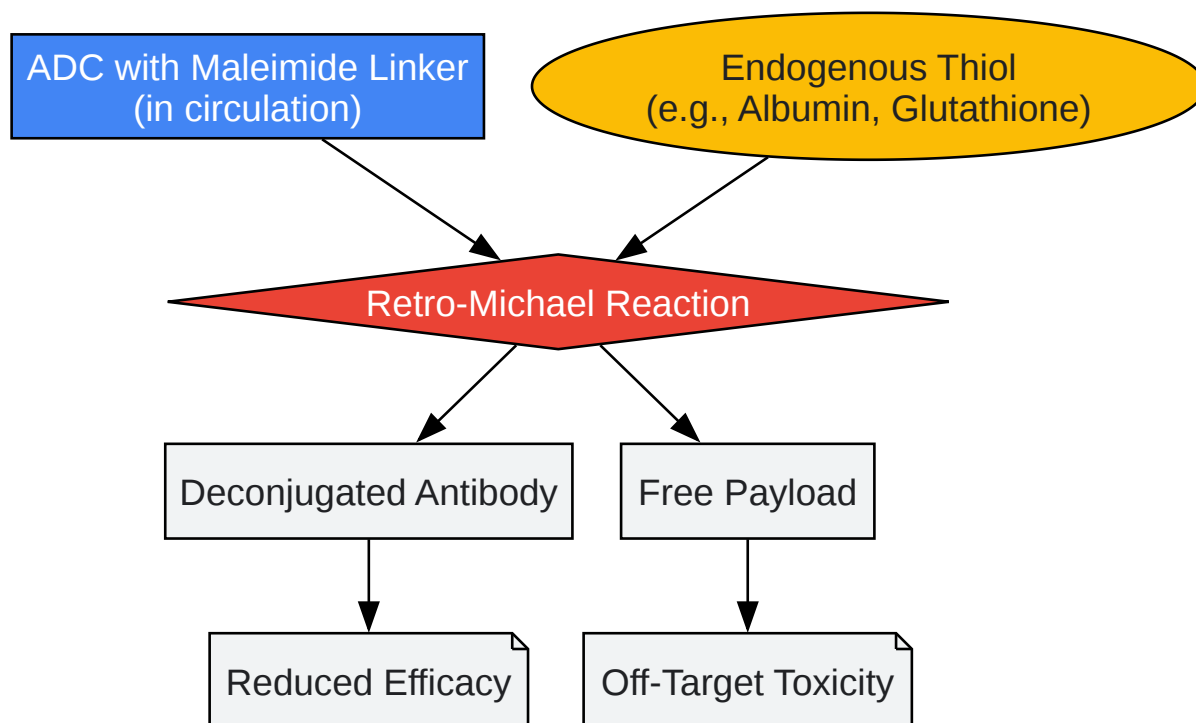 ADC with Maleimide Linker
(in circulation)
Endogenous Thiol
(e.g., Albumin, Glutathione)
Retro-Michael Reaction
Deconjugated Antibody
Free Payload
Reduced Efficacy
Off-Target Toxicity